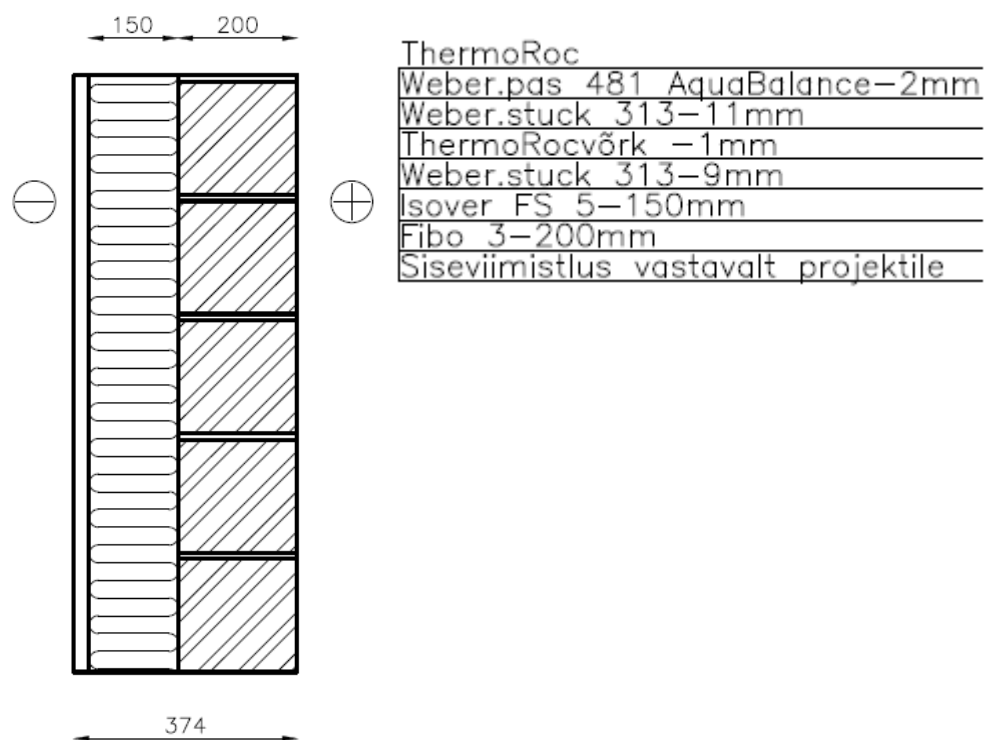 150 200
ThermoRoc
Weber.pas 481 AquaBalance-2mm
Weber.stuck 313-11mm
ThermoRocvõrk -1mm
Weber.stuck 313-9mm
Isover FS 5-150mm
Fibo 3-200mm
Siseviimistlus vastavalt projektile
374